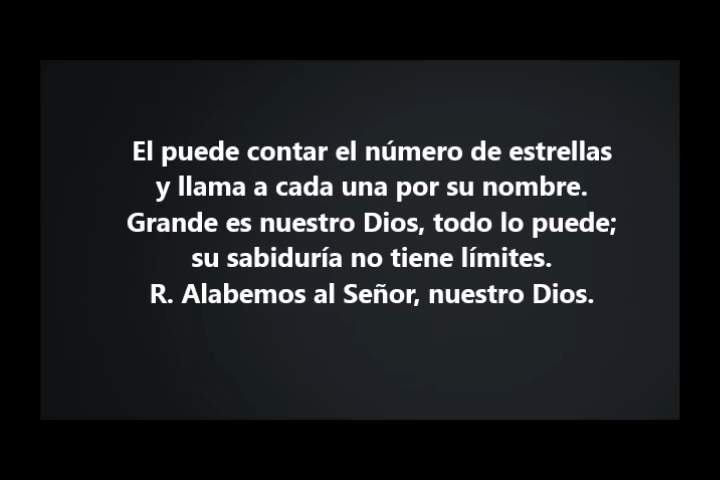 El puede contar el número de estrellas
y llama a cada una por su nombre.
Grande es nuestro Dios, todo lo puede;
su sabiduría no tiene límites.
R. Alabemos al Señor, nuestro Dios.